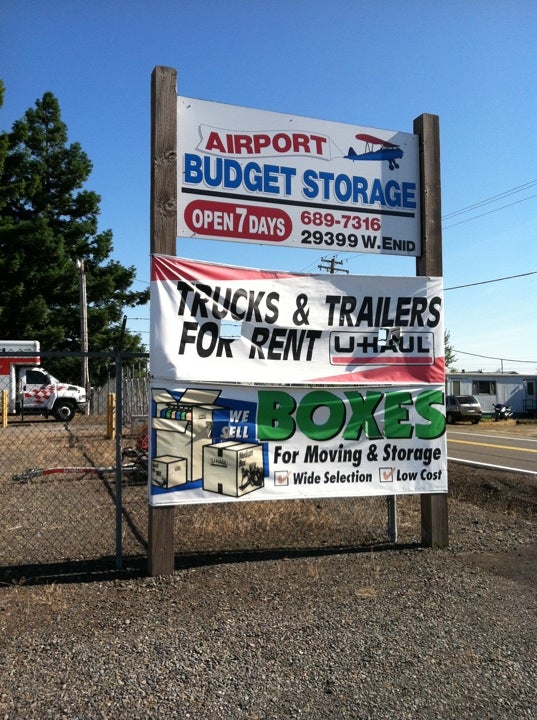 AIRPORT
BUDGET STORAGE
OPEN 7 DAYS
689-7316
29399 W. ENID
TRUCKS & TRAILERS
FOR RENT U-HAUL
WE
SELL
BOXES
For Moving & Storage
Wide Selection Low Cost
U-HAUL